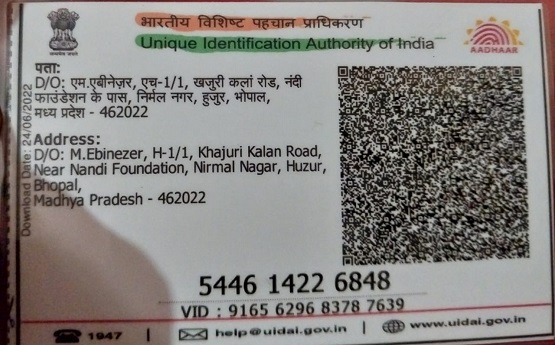 भारतीय विशिष्ट पहचान प्राधिकरण
Unique Identification Authority of India
AADHAAR
पता:
D/O: एम.एबीनेज़र, एच-1/1, खजुरी कलां रोड, नंदी
फाउंडेशन के पास, निर्मल नगर, हुजुर, भोपाल,
मध्य प्रदेश - 462022
Address:
D/O: M.Ebinezer, H-1/1, Khajuri Kalan Road,
Near Nandi Foundation, Nirmal Nagar, Huzur,
Bhopal,
Madhya Pradesh - 462022
Download Date: 24/06/2022
5446 1422 6848
VID : 9165 6296 8378 7639
1947 | help@uidai.gov.in | www.uidai.gov.in